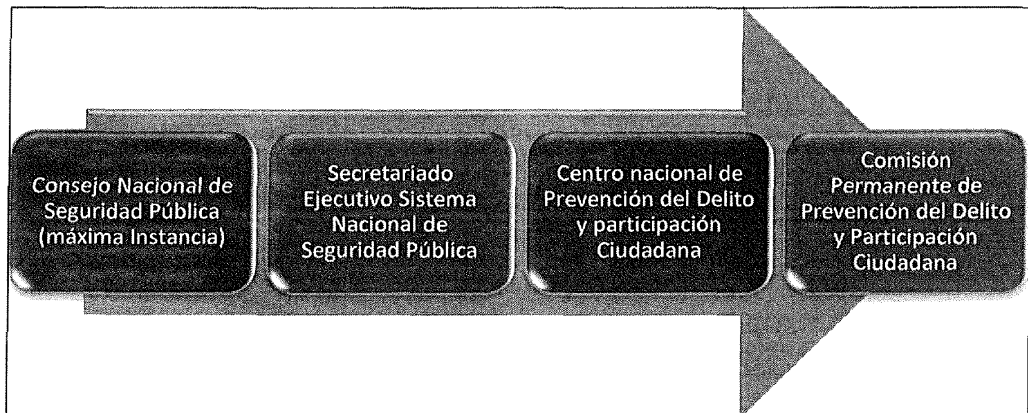 Consejo Nacional de
Seguridad Pública
(máxima Instancia)
Secretariado
Ejecutivo Sistema
Nacional de
Seguridad Pública
Centro nacional de
Prevención del Delito
y participación
Ciudadana
Comisión
Permanente de
Prevención del Delito
y Participación
Ciudadana